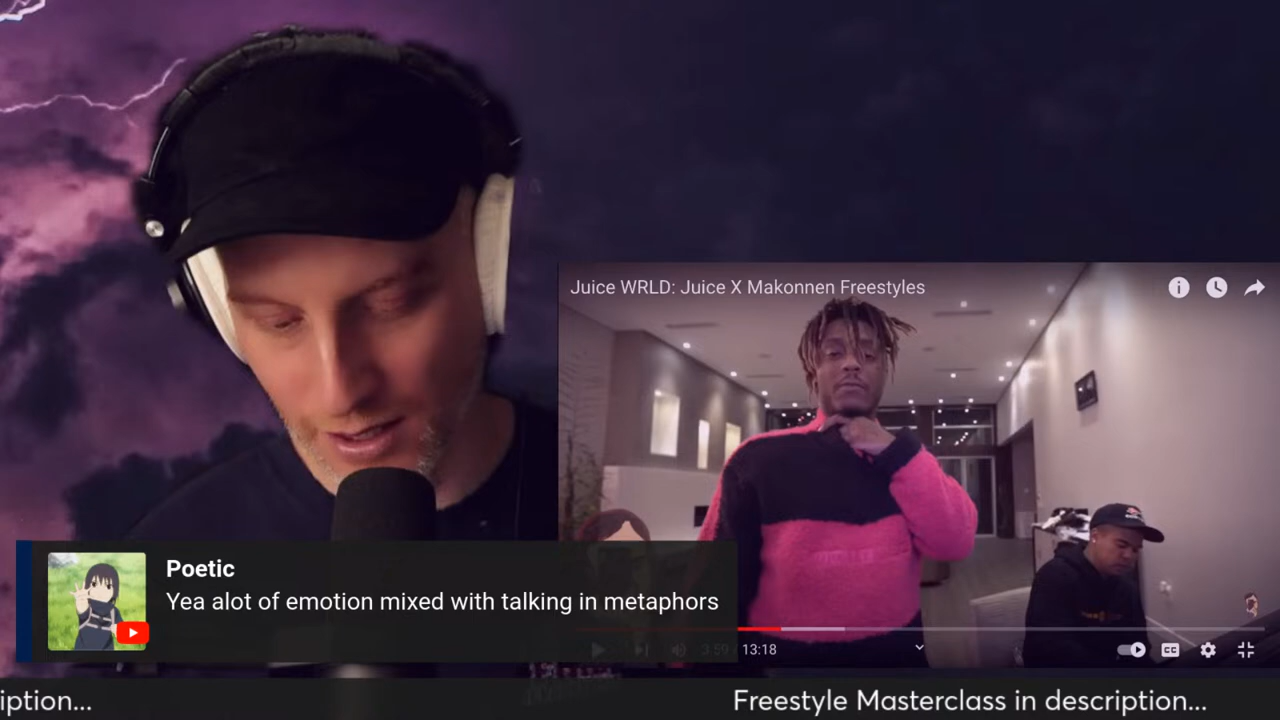 Juice WRLD: Juice X Makonnen Freestyles
Poetic
Yea alot of emotion mixed with talking in metaphors
3:59 / 13:18
CC
iption...
Freestyle Masterclass in description...